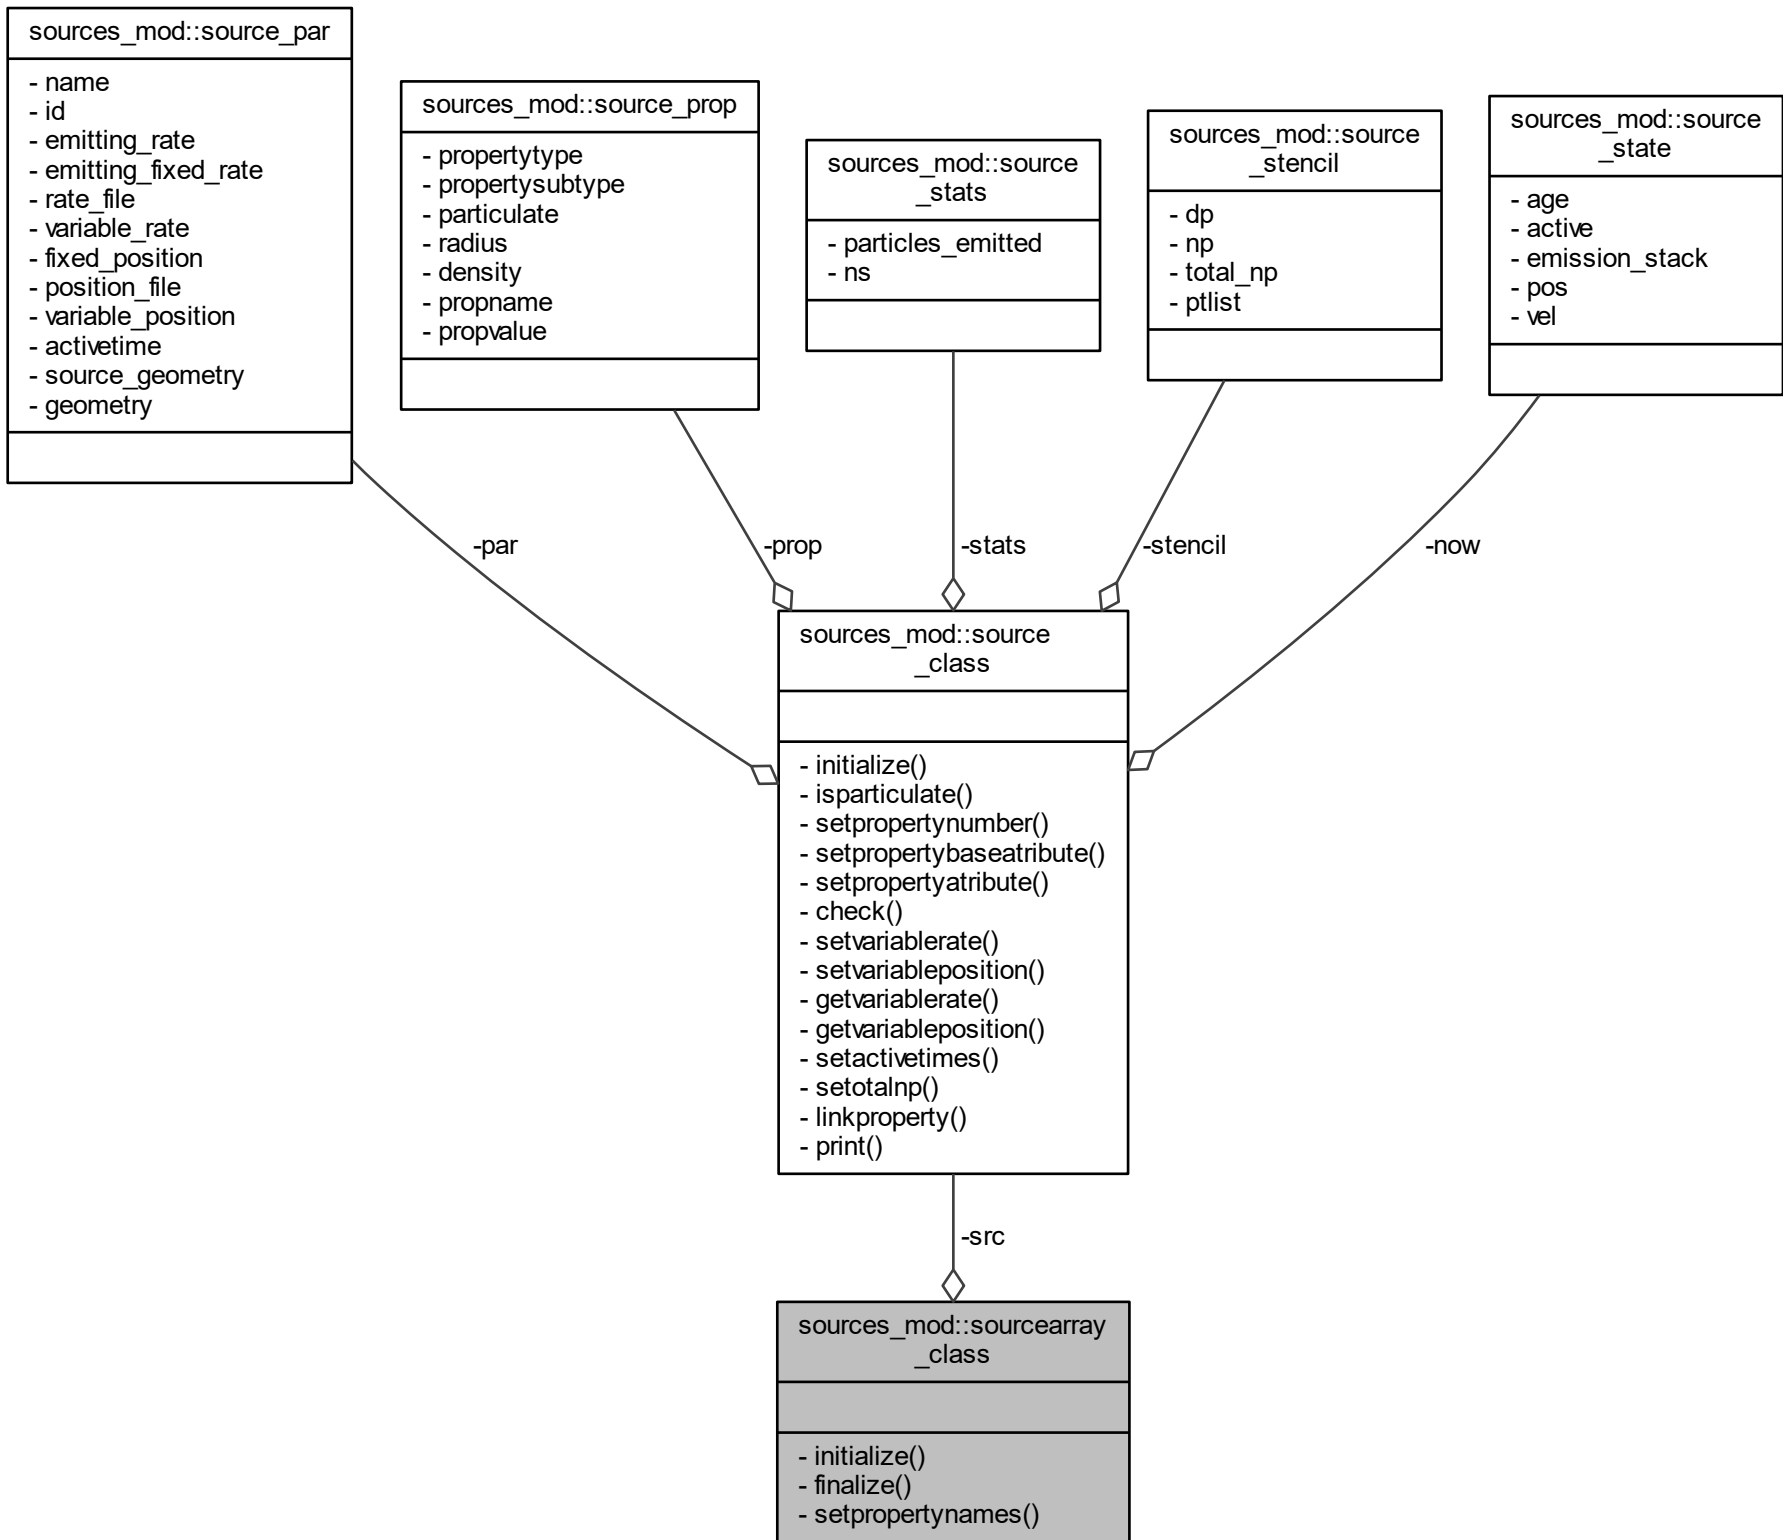 sources_mod::source_par
- name
- id
- emitting_rate
- emitting_fixed_rate
- rate_file
- variable_rate
- fixed_position
- position_file
- variable_position
- activetime
- source_geometry
- geometry
sources_mod::source_prop
- propertytype
- propertysubtype
- particulate
- radius
- density
- propname
- propvalue
sources_mod::source
_stats
- particles_emitted
- ns
sources_mod::source
_stencil
- dp
- np
- total_np
- ptlist
sources_mod::source
_state
- age
- active
- emission_stack
- pos
- vel
-par
-prop
-stats
-stencil
-now
sources_mod::source
_class
- initialize()
- isparticulate()
- setpropertynumber()
- setpropertybaseatribute()
- setpropertyatribute()
- check()
- setvariablerate()
- setvariableposition()
- getvariablerate()
- getvariableposition()
- setactivetimes()
- setotalnp()
- linkproperty()
- print()
-src
sources_mod::sourcearray
_class
- initialize()
- finalize()
- setpropertynames()